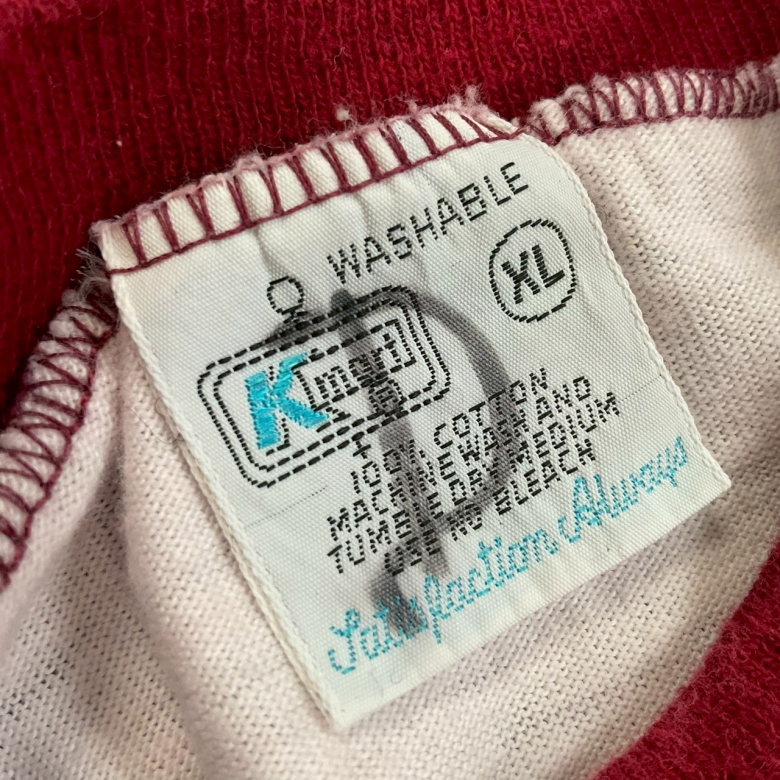 WASHABLE
XL
Kmart
100% COTTON
MACHINE WASH AND
TUMBLE DRY MEDIUM
USE NO BLEACH
Satisfaction Always